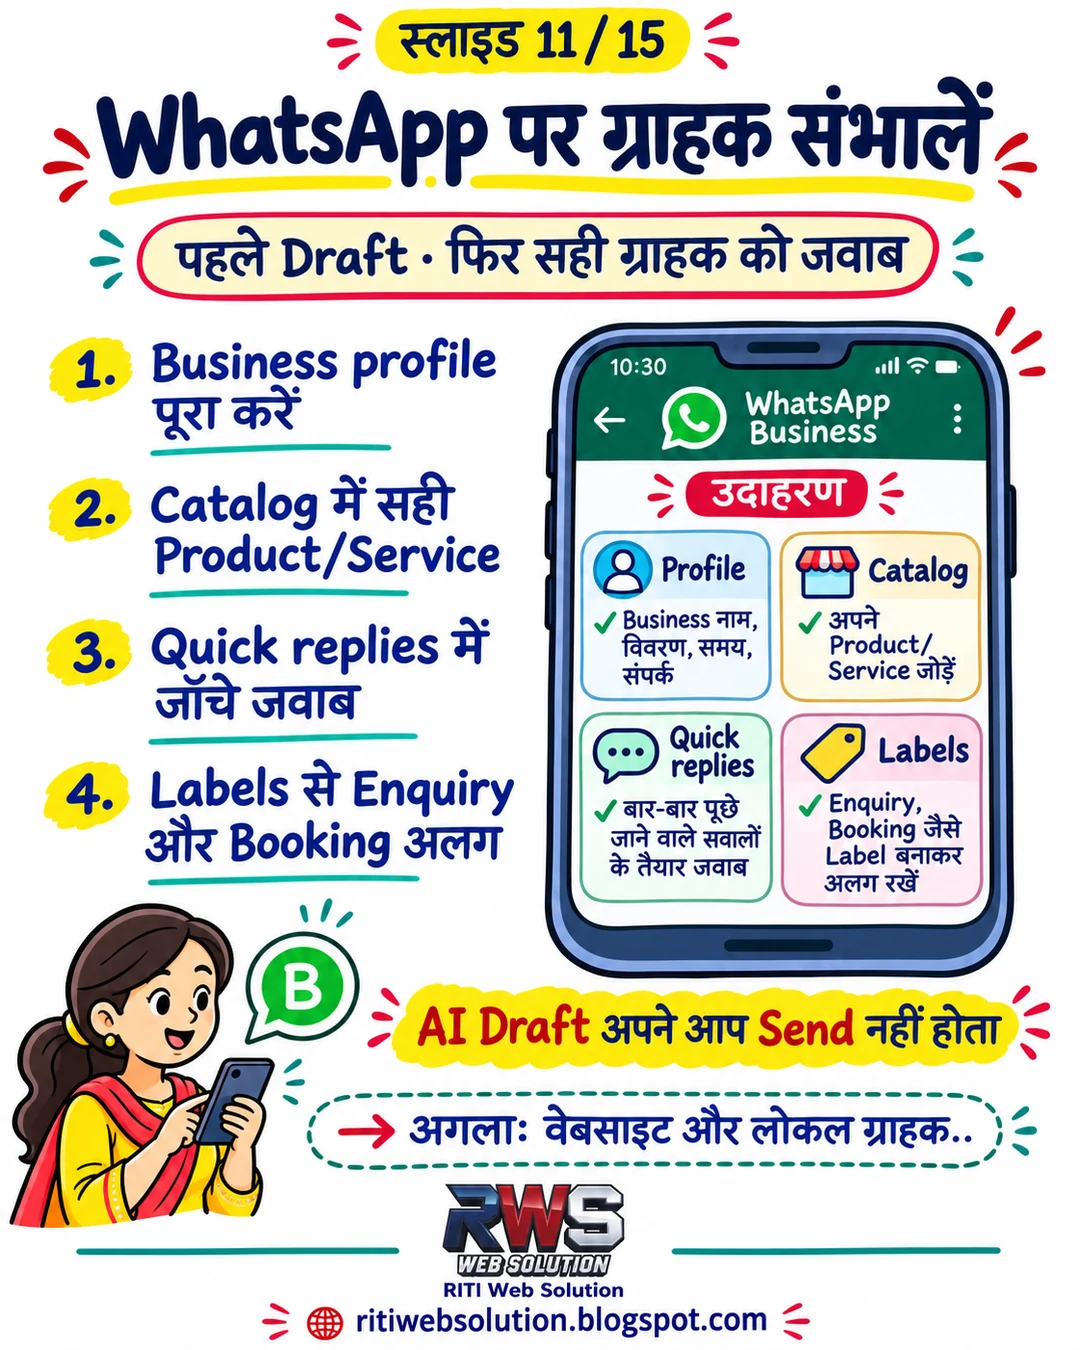 स्लाइड 11/15
WhatsApp पर ग्राहक संभालें
पहले Draft · फिर सही ग्राहक को जवाब
1. Business profile
पूरा करें
2. Catalog में सही
Product/Service
3. Quick replies में
जॉचे जवाब
4. Labels से Enquiry
और Booking अलग
10:30
WhatsApp
Business
उदाहरण
Profile
✓ Business नाम,
विवरण, समय,
संपर्क
Catalog
✓ अपने
Product/
Service जोड़ें
Quick
replies
✓ बार-बार पूछे
जाने वाले सवालों
के तैयार जवाब
Labels
✓ Enquiry,
Booking जैसे
Label बनाकर
अलग रखें
B
AI Draft अपने आप Send नहीं होता
→ अगला: वेबसाइट और लोकल ग्राहक..
RWS
WEB SOLUTION
RITI Web Solution
ritiwebsolution.blogspot.com